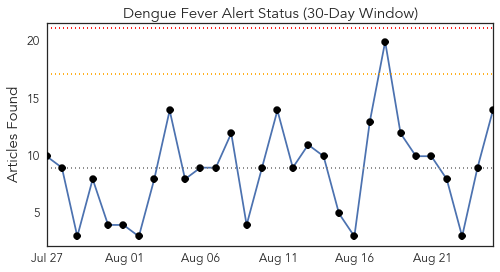 Dengue Fever Alert Status (30-Day Window)
Articles Found
20
15
10
5
Jul 27 Aug 01 Aug 06 Aug 11 Aug 16 Aug 21